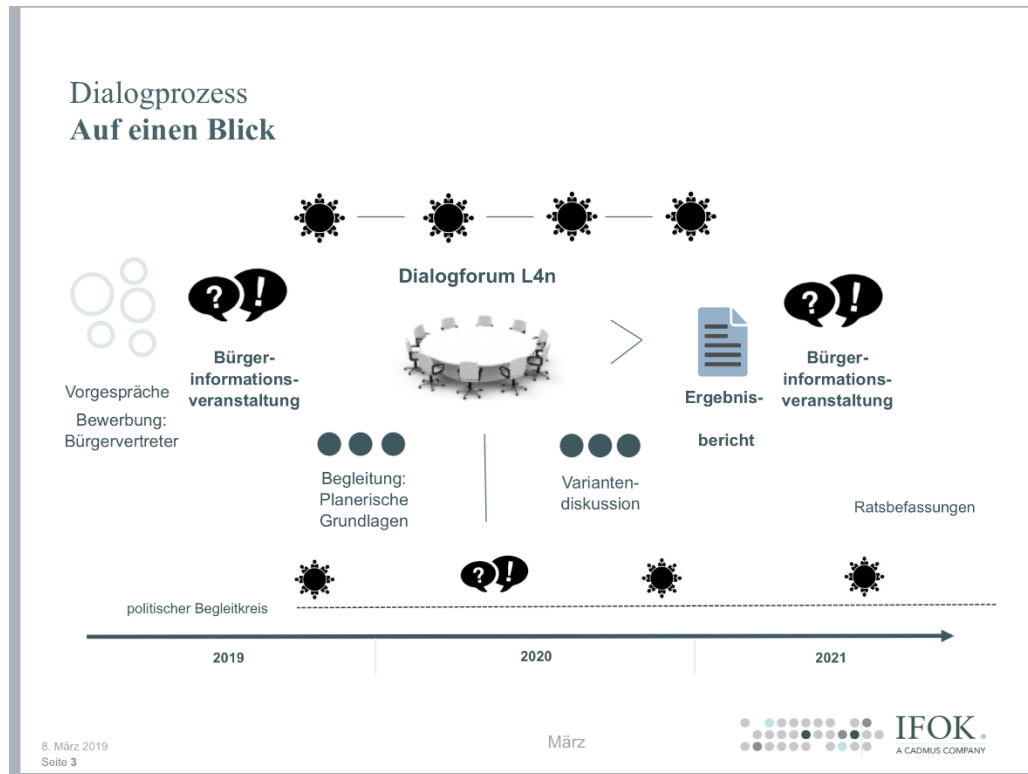 Dialogprozess
Auf einen Blick
Dialogforum L4n
? !
? !
Vorgespräche
Bewerbung:
Bürgervertreter
Bürger-
informations-
veranstaltung
Ergebnis-
bericht
Bürger-
informations-
veranstaltung
Begleitung:
Planerische
Grundlagen
Varianten-
diskussion
Ratsbefassungen
? !
politischer Begleitkreis
2019
2020
2021
8. März 2019
Seite 3
März
IFOK.
A CADMUS COMPANY